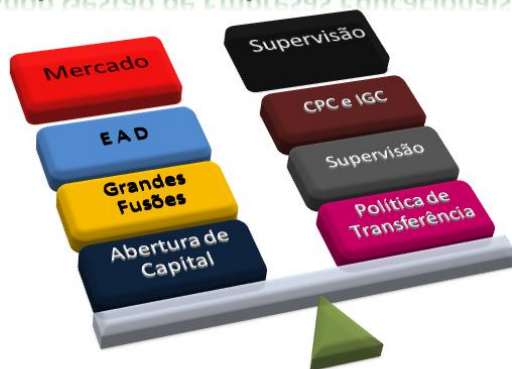 Mercado
EAD
Grandes
Fusões
Abertura de
Capital
Supervisão
CPC e IGC
Supervisão
Política de
Transferência